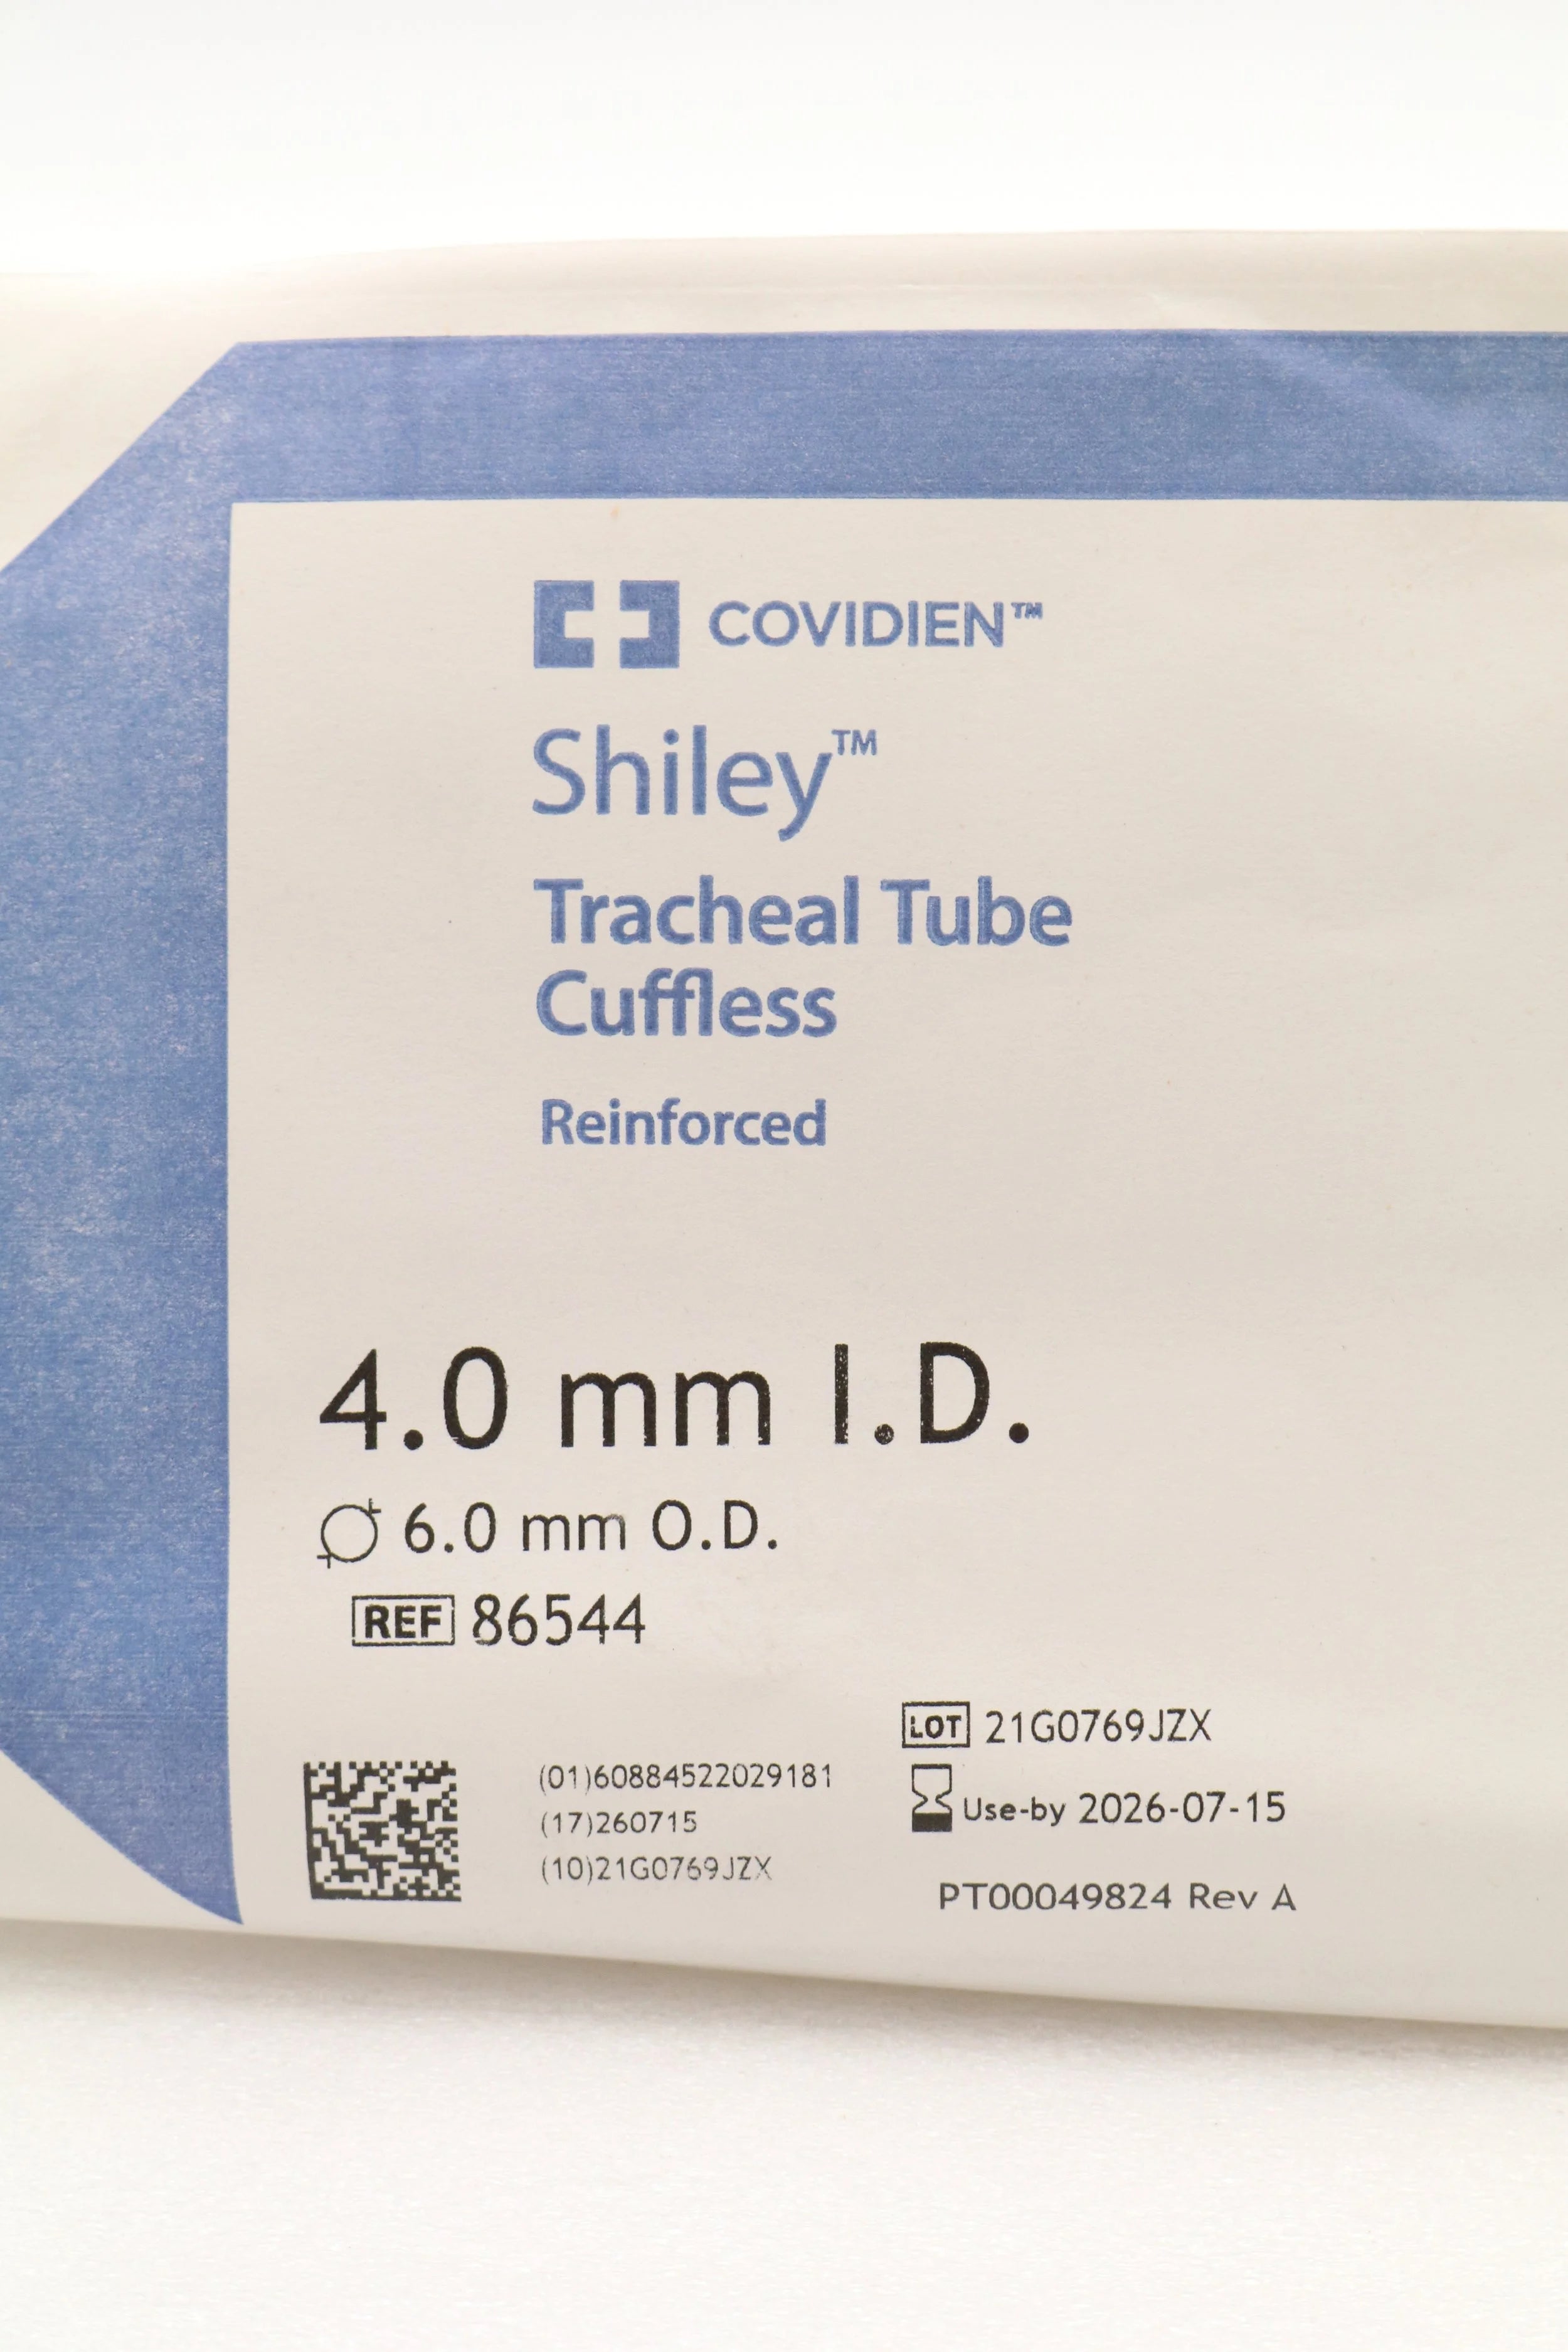 COVIDIEN™
Shiley™
Tracheal Tube
Cuffless
Reinforced
4.0 mm I.D.
6.0 mm O.D.
REF 86544
LOT 21G0769JZX
(01)60884522029181
Use-by 2026-07-15
(17)260715
(10)21G0769JZX
PT00049824 Rev A